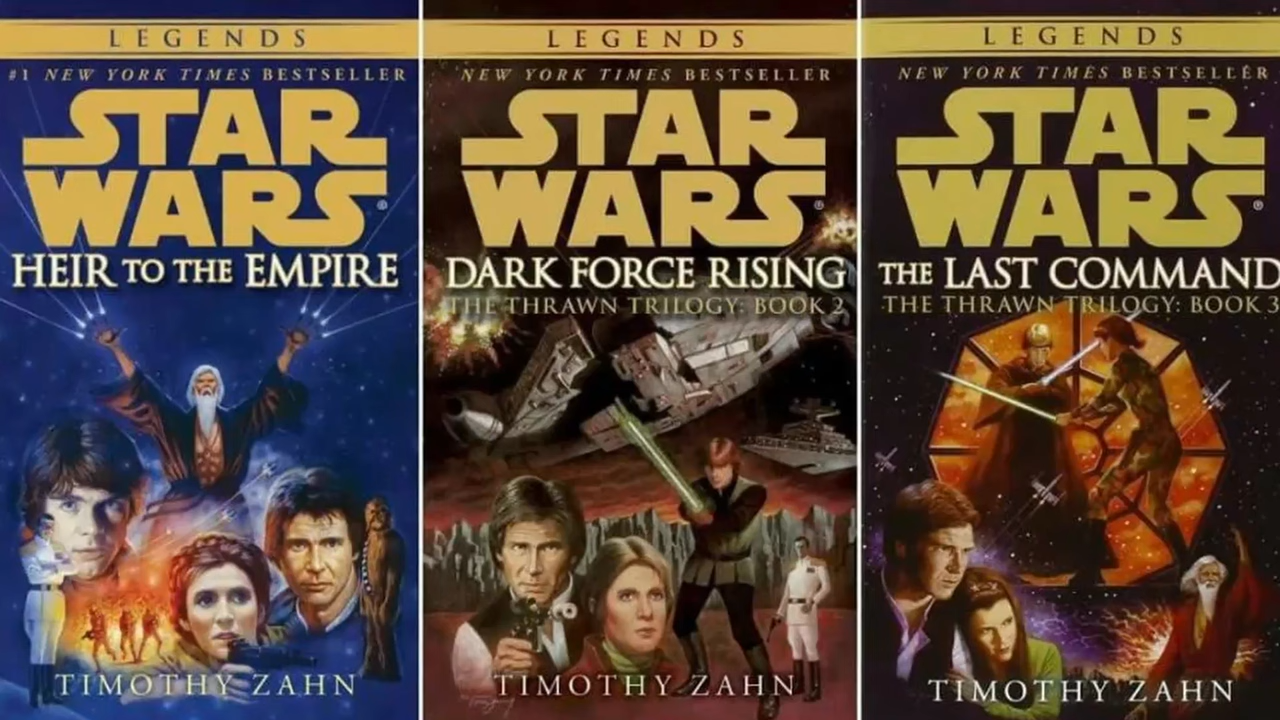 LEGENDS
#1 NEW YORK TIMES BESTSELLER
STAR
WARS®
HEIR TO THE EMPIRE
TIMOTHY ZAHN
LEGENDS
NEW YORK TIMES BESTSELLER
STAR
WARS®
DARK FORCE RISING
THE THRAWN TRILOGY: BOOK 2
TIMOTHY ZAHN
LEGENDS
NEW YORK TIMES BESTSELLER
STAR
WARS®
THE LAST COMMAND
THE THRAWN TRILOGY: BOOK 3
TIMOTHY ZAHN